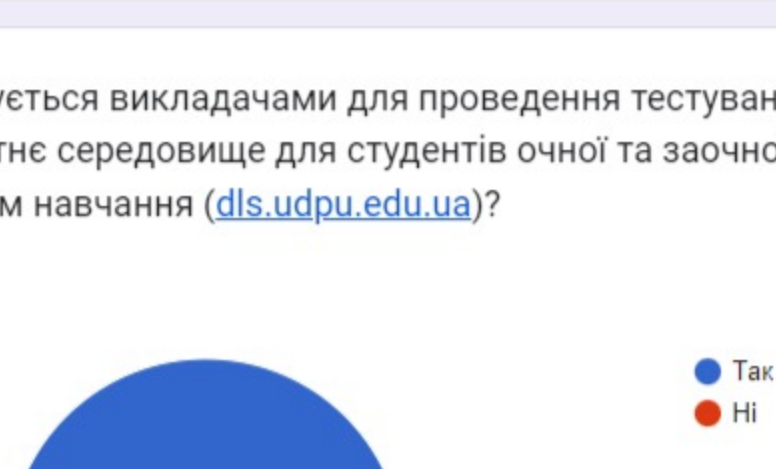 ується викладачами для проведення тестуван
тнє середовище для студентів очної та заочно
м навчання (dls.udpu.edu.ua)?
Так
Ні